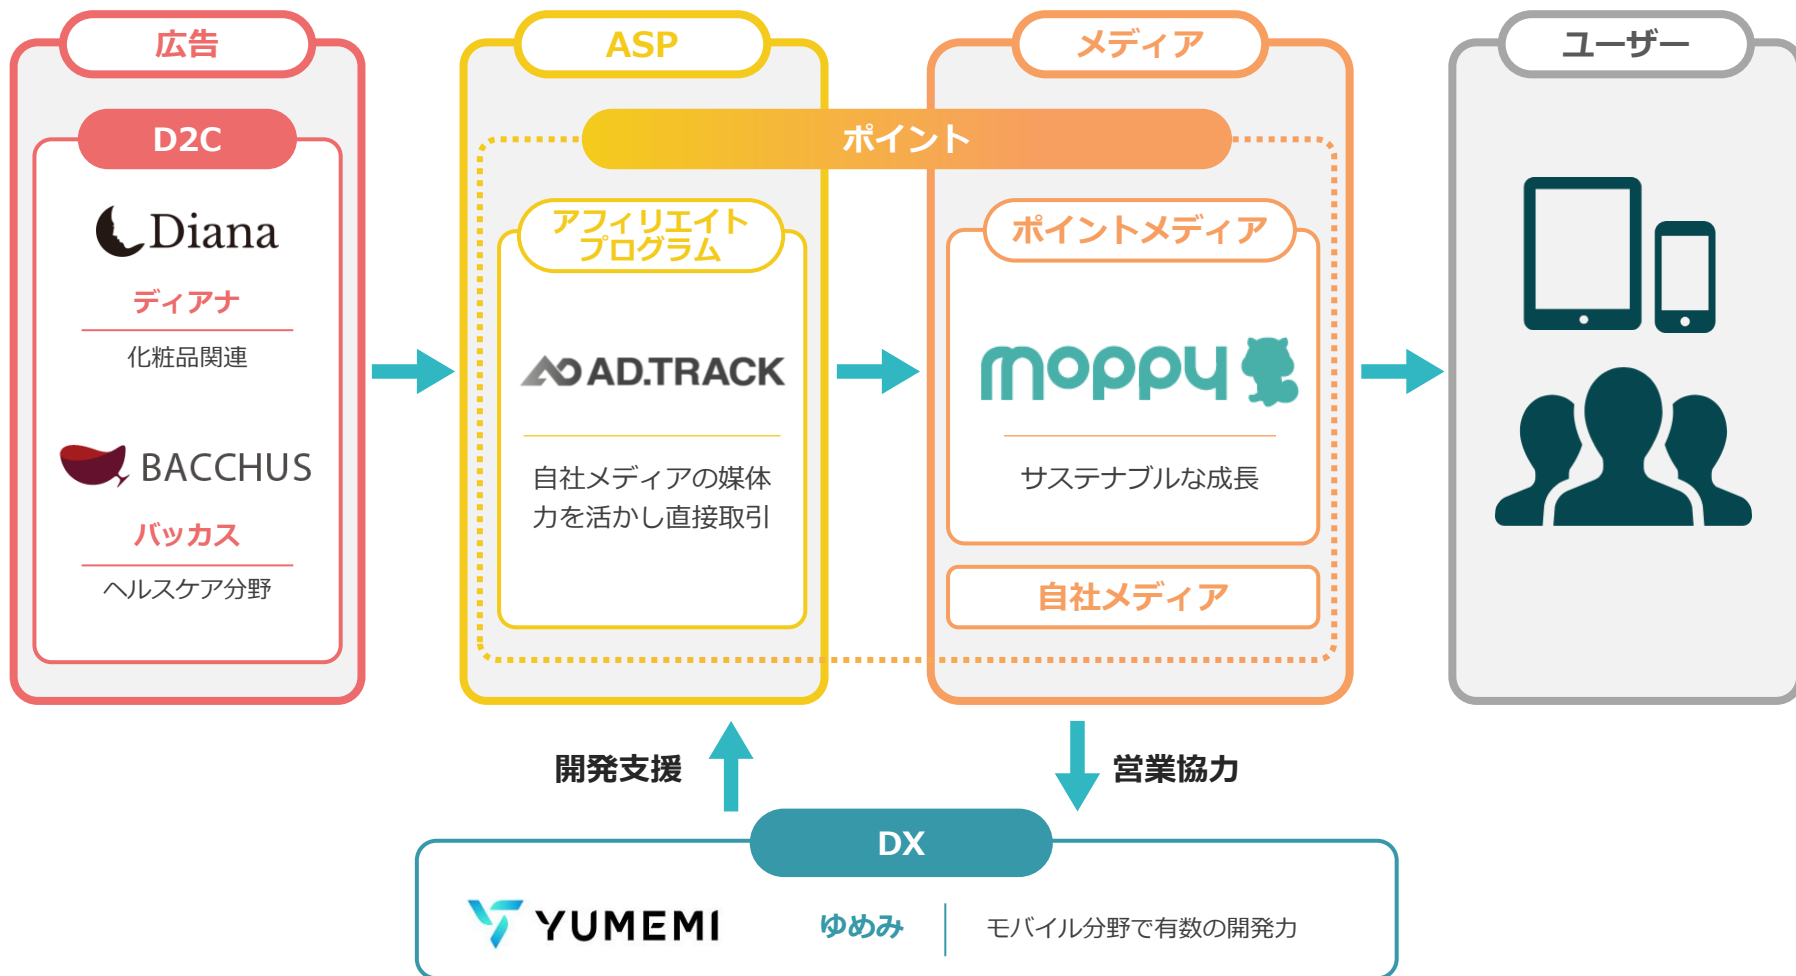 広告
D2C
Diana
ディアナ
化粧品関連
BACCHUS
バッカス
ヘルスケア分野
ASP
メディア
ポイント
アフィリエイト
プログラム
AD.TRACK
自社メディアの媒体
力を活かし直接取引
ポイントメディア
moppy
サステナブルな成長
自社メディア
ユーザー
開発支援
営業協力
DX
YUMEMI
ゆめみ
モバイル分野で有数の開発力